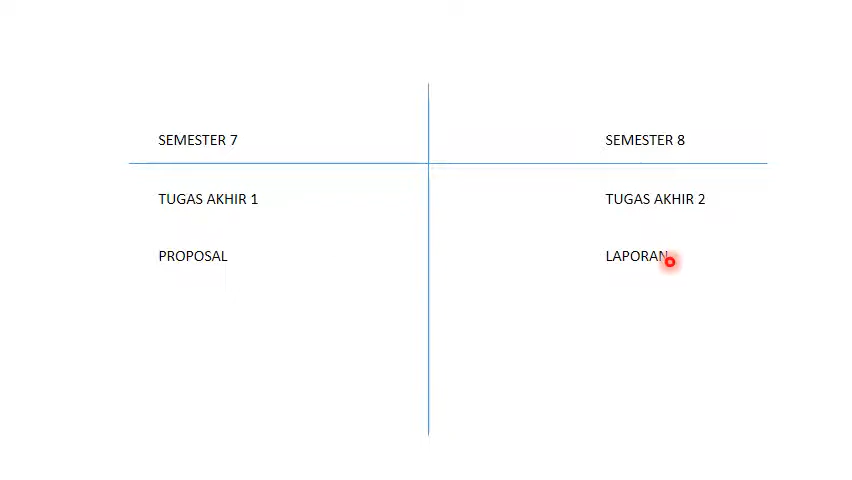 SEMESTER 7
SEMESTER 8
TUGAS AKHIR 1
TUGAS AKHIR 2
PROPOSAL
LAPORAN